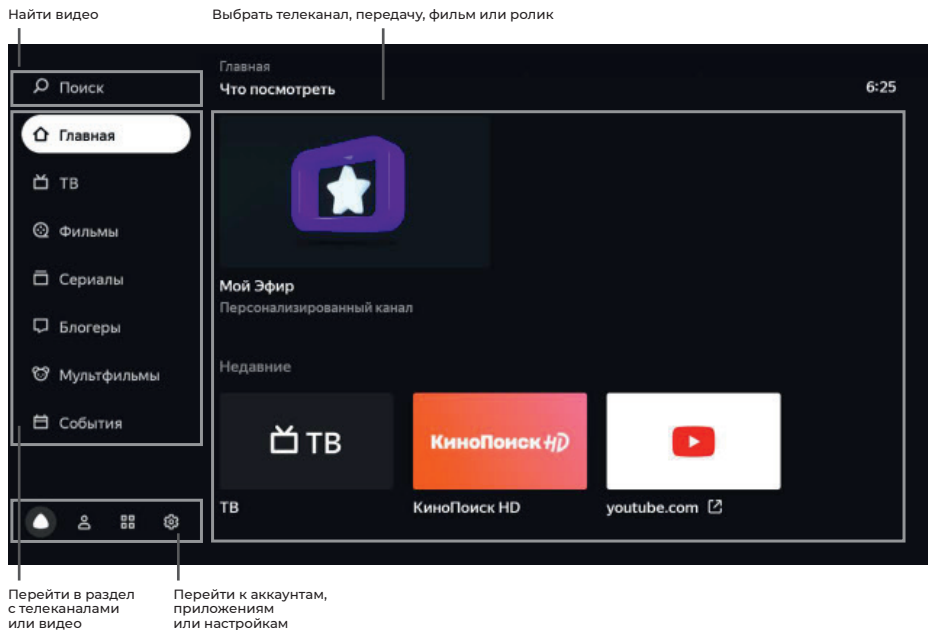 Найти видео
Выбрать телеканал, передачу, фильм или ролик
Поиск
Главная
Что посмотреть
6:25
Главная
ТВ
Фильмы
Сериалы
Блогеры
Мультфильмы
События
Мой Эфир
Персонализированный канал
Недавние
ТВ
КиноПоиск HD
ТВ
КиноПоиск HD
youtube.com
Перейти в раздел
с телеканалами
или видео
Перейти к аккаунтам,
приложениям
или настройкам